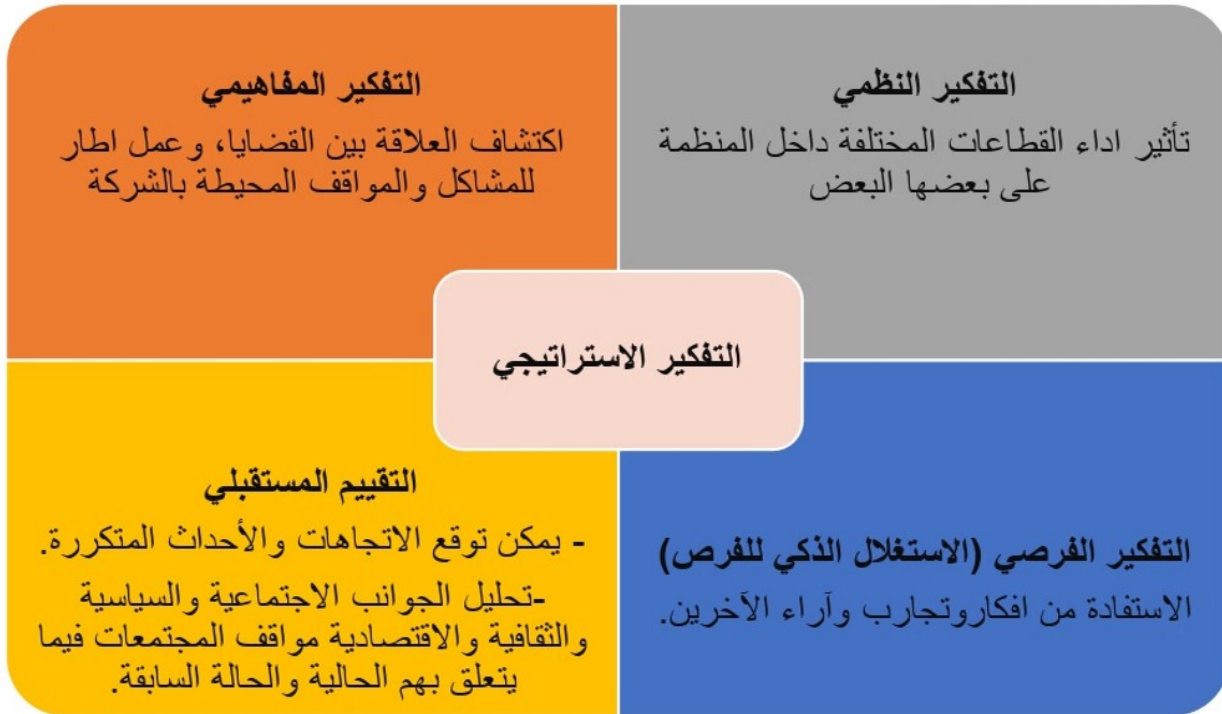 التفكير النظمي
تأثير اداء القطاعات المختلفة داخل المنظمة
على بعضها البعض
التفكير المفاهيمي
اكتشاف العلاقة بين القضايا، وعمل اطار
للمشاكل والمواقف المحيطة بالشركة
التفكير الاستراتيجي
التفكير الفرصي (الاستغلال الذكي للفرص)
الاستفادة من افكاروتجارب وآراء الآخرين.
التقييم المستقبلي
- يمكن توقع الاتجاهات والأحداث المتكررة.
-تحليل الجوانب الاجتماعية والسياسية
والثقافية والاقتصادية مواقف المجتمعات فيما
يتعلق بهم الحالية والحالة السابقة.